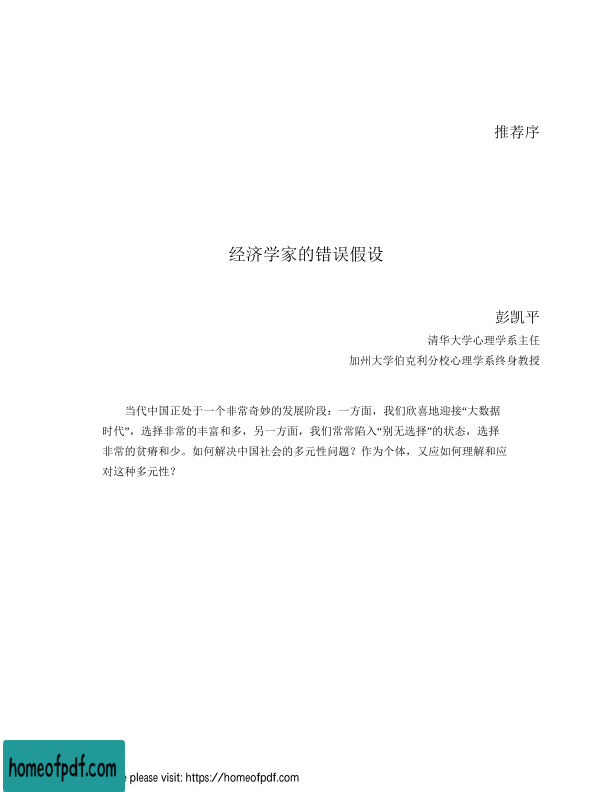 推荐序
经济学家的错误假设
彭凯平
清华大学心理学系主任
加州大学伯克利分校心理学系终身教授
当代中国正处于一个非常奇妙的发展阶段：一方面，我们欣喜地迎接“大数据
时代”，选择非常的丰富和多，另一方面，我们常常陷入“别无选择”的状态，选择
非常的贫瘠和少。如何解决中国社会的多元性问题？作为个体，又应如何理解和应
对这种多元性？
homeofpdf.com
please visit: https://homeofpdf.com